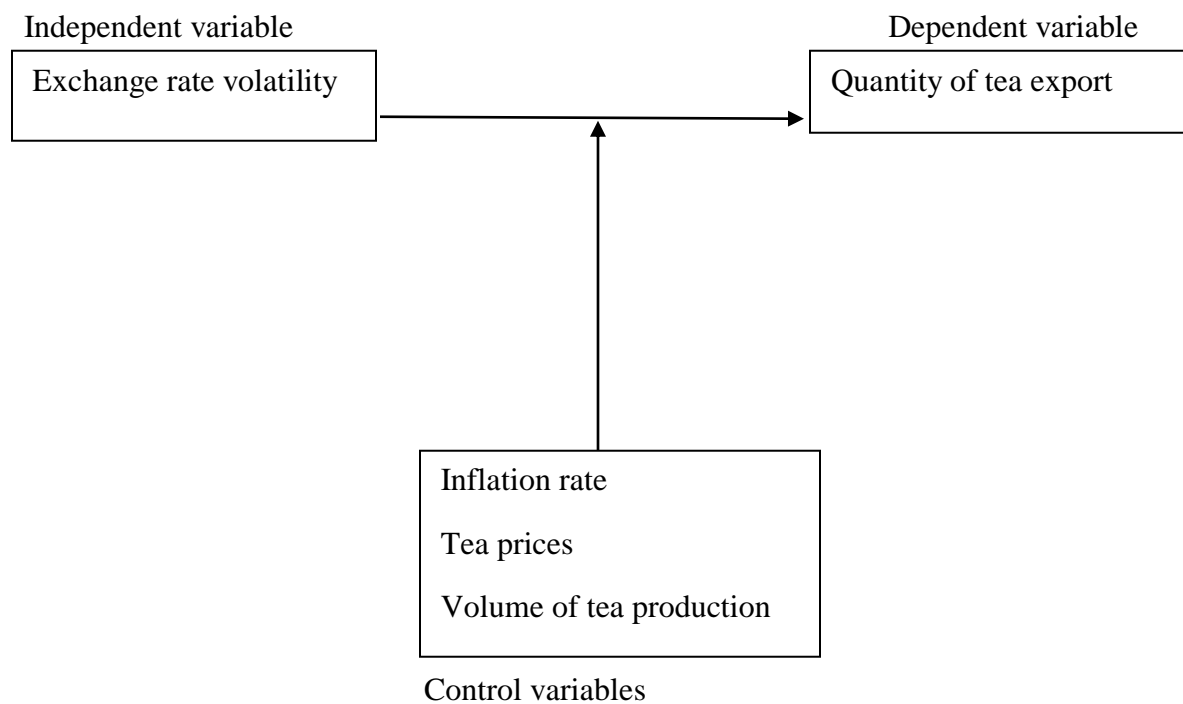 Independent variable
Dependent variable
Exchange rate volatility
Quantity of tea export
Inflation rate
Tea prices
Volume of tea production
Control variables